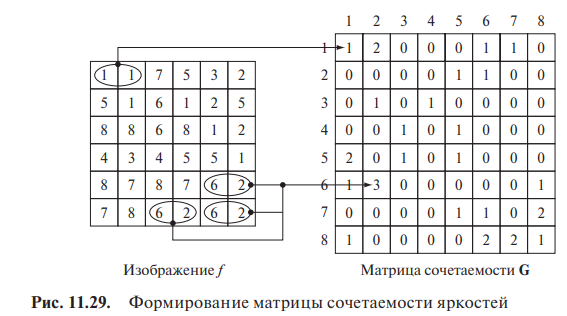 1 2 3 4 5 6 7 8
1 1 2 0 0 0 1 1 0
1 1 7 5 3 2
2 0 0 0 0 1 1 0 0
5 1 6 1 2 5
3 0 1 0 1 0 0 0 0
8 8 6 8 1 2
4 0 0 1 0 1 0 0 0
4 3 4 5 5 1
5 2 0 1 0 1 0 0 0
8 7 8 7 6 2
6 1 3 0 0 0 0 0 1
7 8 6 2 6 2
7 0 0 0 0 1 1 0 2
8 1 0 0 0 0 2 2 1
Изображение f
Матрица сочетаемости G
Рис. 11.29. Формирование матрицы сочетаемости яркостей